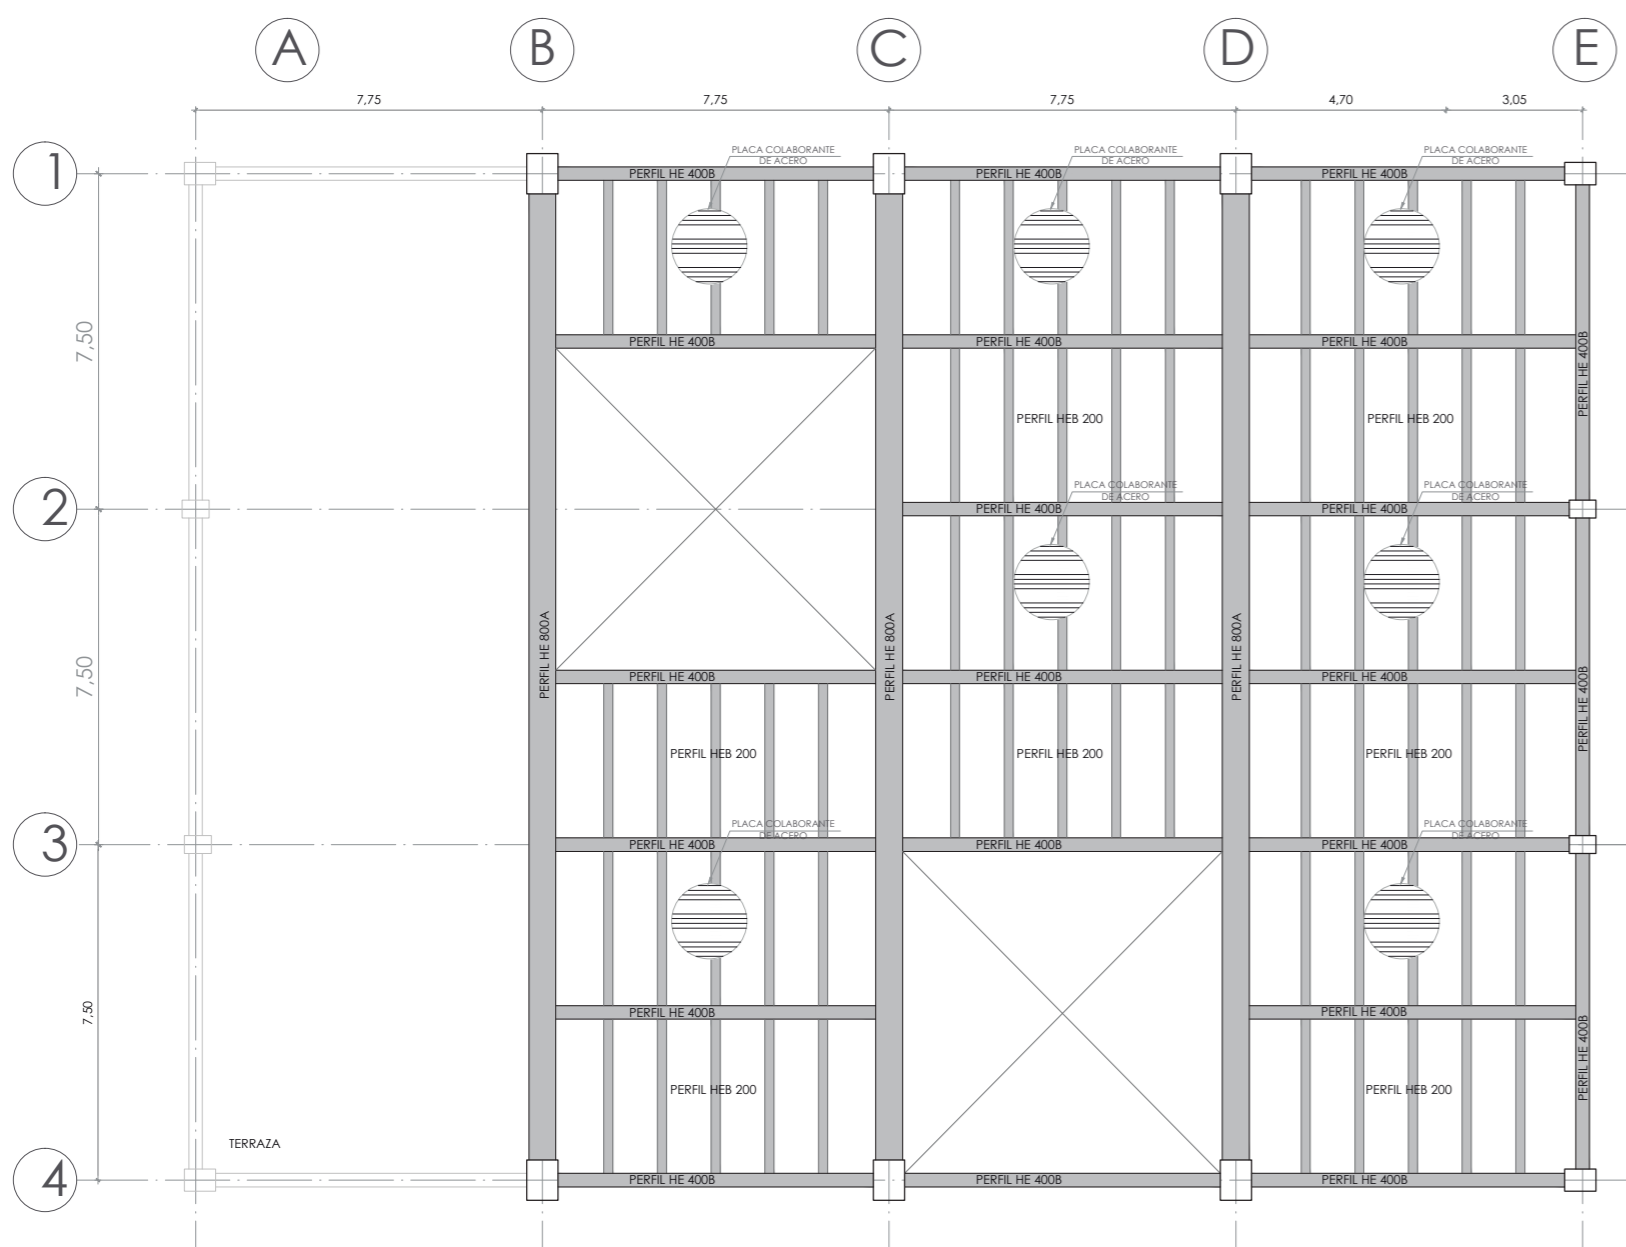 A
B
C
D
E
7,75
7,75
7,75
4,70
3,05
PLACA COLABORANTE
DE ACERO
PLACA COLABORANTE
DE ACERO
PLACA COLABORANTE
DE ACERO
1
PERFIL HE 400B
PERFIL HE 400B
PERFIL HE 400B
7,50
PERFIL HE 400B
PERFIL HE 400B
PERFIL HE 400B
PERFIL HE 400B
PERFIL HEB 200
PERFIL HEB 200
PLACA COLABORANTE
DE ACERO
PLACA COLABORANTE
DE ACERO
2
PERFIL HE 400B
PERFIL HE 400B
PERFIL HE 800A
PERFIL HE 800A
PERFIL HE 800A
7,50
PERFIL HE 400B
PERFIL HE 400B
PERFIL HE 400B
PERFIL HE 400B
PERFIL HEB 200
PERFIL HEB 200
PERFIL HEB 200
PLACA COLABORANTE
DE ACERO
PLACA COLABORANTE
DE ACERO
3
PERFIL HE 400B
PERFIL HE 400B
PERFIL HE 400B
7,50
PERFIL HE 400B
PERFIL HE 400B
PERFIL HE 400B
PERFIL HEB 200
PERFIL HEB 200
TERRAZA
4
PERFIL HE 400B
PERFIL HE 400B
PERFIL HE 400B